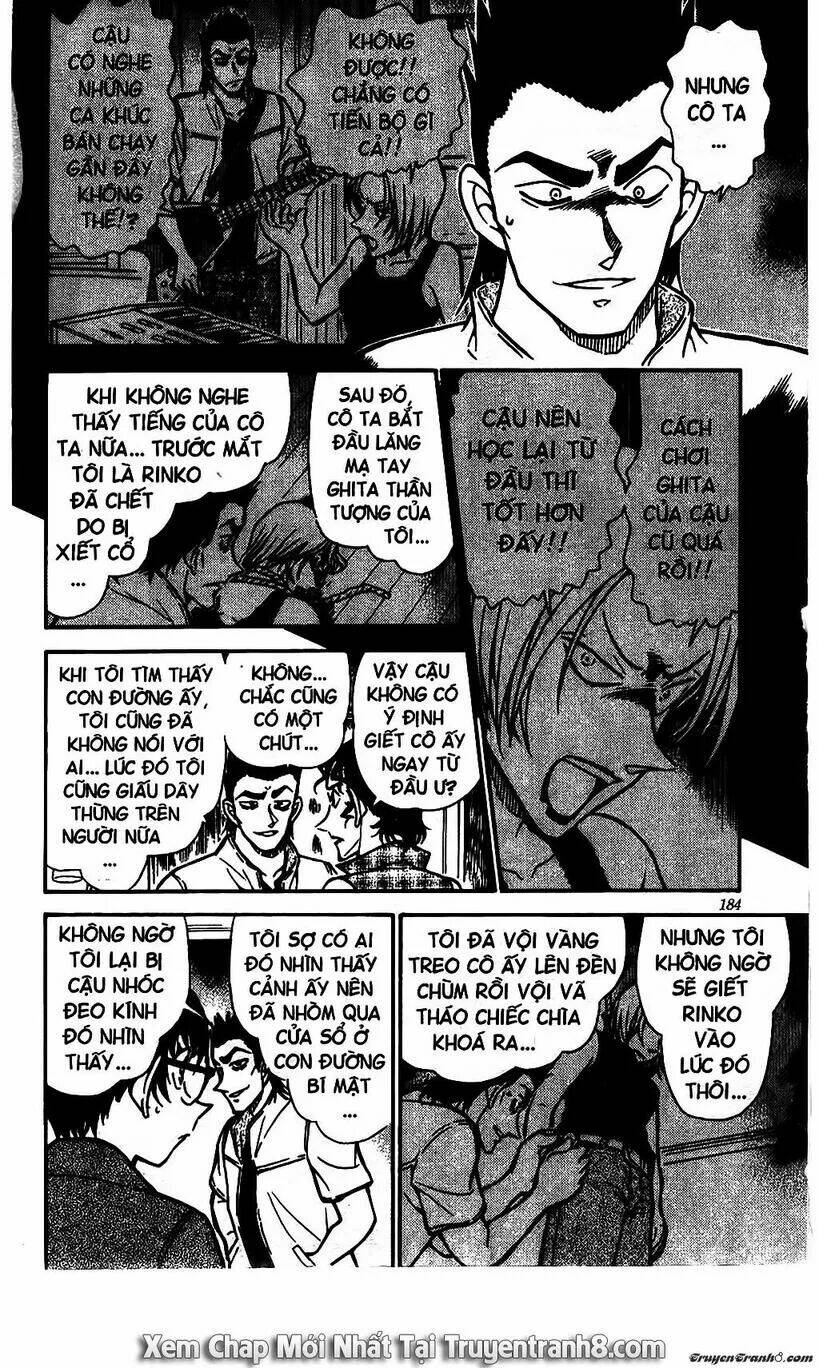 NHƯNG
CÔ TA
...
KHÔNG
ĐƯỢC!!
CHẲNG CÓ
TIẾN BỘ GÌ
CẢ!!
CẬU
CÓ NGHE
NHỮNG
CA KHÚC
BÁN CHẠY
GẦN ĐÂY
KHÔNG
THẾ!?
CÁCH
CHƠI
GHITA
CỦA CẬU
CŨ QUÁ
RỒI!!
CẬU NÊN
HỌC LẠI TỪ
ĐẦU THÌ
TỐT HƠN
ĐẤY!!
SAU ĐÓ,
CÔ TA BẮT
ĐẦU LĂNG
MẠ TAY
GHITA THẦN
TƯỢNG CỦA
TÔI...
KHI KHÔNG NGHE
THẤY TIẾNG CỦA CÔ
TA NỮA... TRƯỚC MẮT
TÔI LÀ RINKO
ĐÃ CHẾT
DO BỊ
XIẾT CỔ
...
VẬY CẬU
KHÔNG CÓ
Ý ĐỊNH
GIẾT CÔ ẤY
NGAY TỪ
ĐẦU Ư?
KHÔNG...
CHẮC CŨNG
CÓ MỘT
CHÚT...
KHI TÔI TÌM THẤY
CON ĐƯỜNG ẤY,
TÔI CŨNG ĐÃ
KHÔNG NÓI VỚI
AI... LÚC ĐÓ TÔI
CŨNG GIẤU DÂY
THỪNG TRÊN
NGƯỜI NỮA
...
184
NHƯNG TÔI
KHÔNG NGỜ
SẼ GIẾT
RINKO
VÀO
LÚC ĐÓ
THÔI...
TÔI ĐÃ VỘI VÀNG
TREO CÔ ẤY LÊN ĐÈN
CHÙM RỒI VỘI VÃ
THÁO CHIẾC CHÌA
KHOÁ RA...
TÔI SỢ CÓ AI
ĐÓ NHÌN THẤY
CẢNH ẤY NÊN
ĐÃ NHÒM QUA
CỬA SỔ Ở
CON ĐƯỜNG
BÍ MẬT
...
KHÔNG NGỜ
TÔI LẠI BỊ
CẬU NHÓC
ĐEO KÍNH
ĐÓ NHÌN
THẤY...
Xem Chap Mới Nhất Tại Truyentranh8.com
TruyenTranh8.com